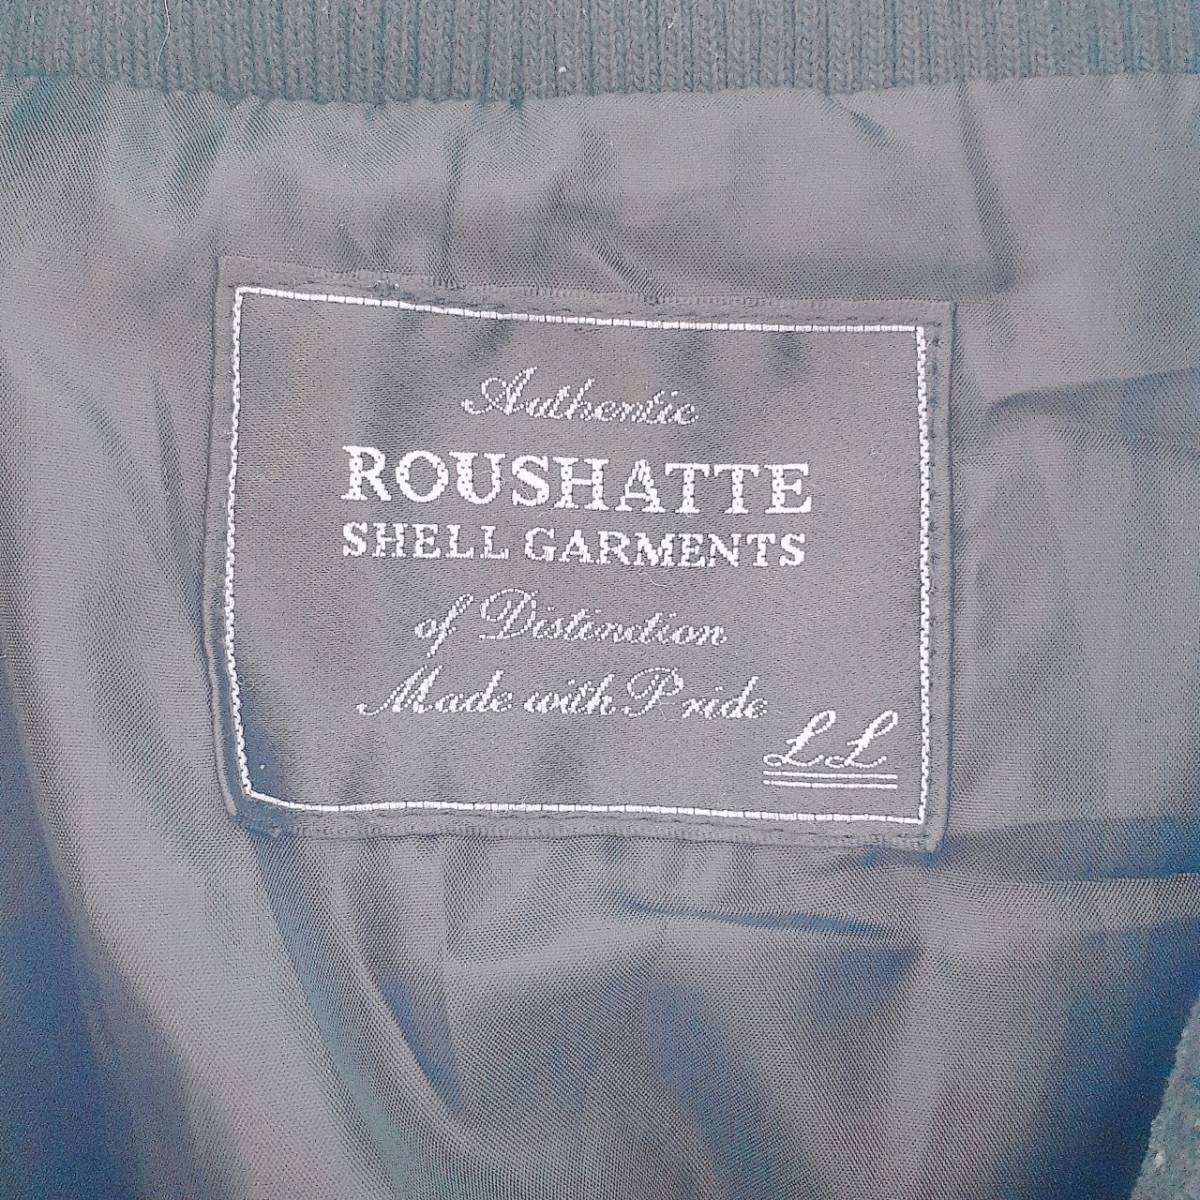 Authentic
ROUSHATTE
SHELL GARMENTS
of Distinction
Made with Pride
LL